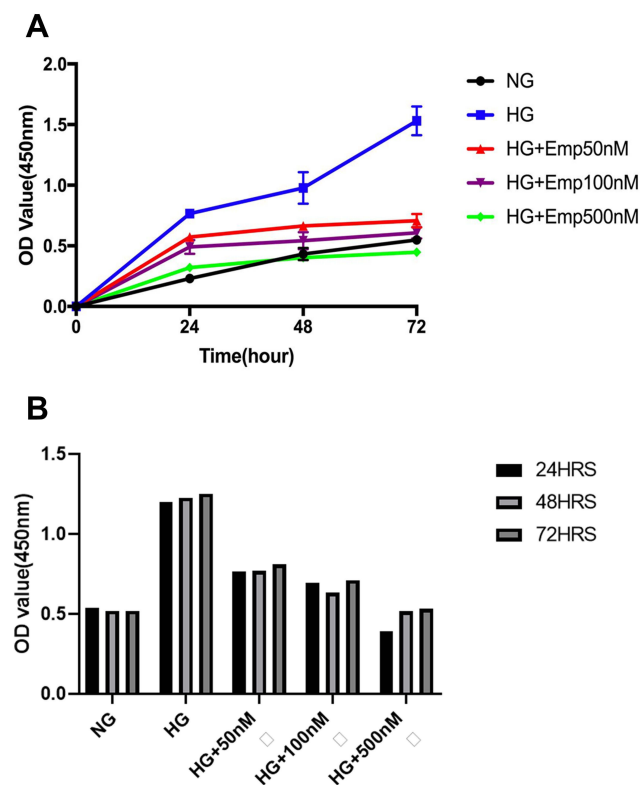 A
OD Value(450nm)
2.0
1.5
1.0
0.5
0.0
0
24
48
72
Time(hour)
NG
HG
HG+Emp50nM
HG+Emp100nM
HG+Emp500nM
B
OD value(450nm)
1.5
1.0
0.5
0.0
NG
HG
HG+50nM
HG+100nM
HG+500nM
24HRS
48HRS
72HRS